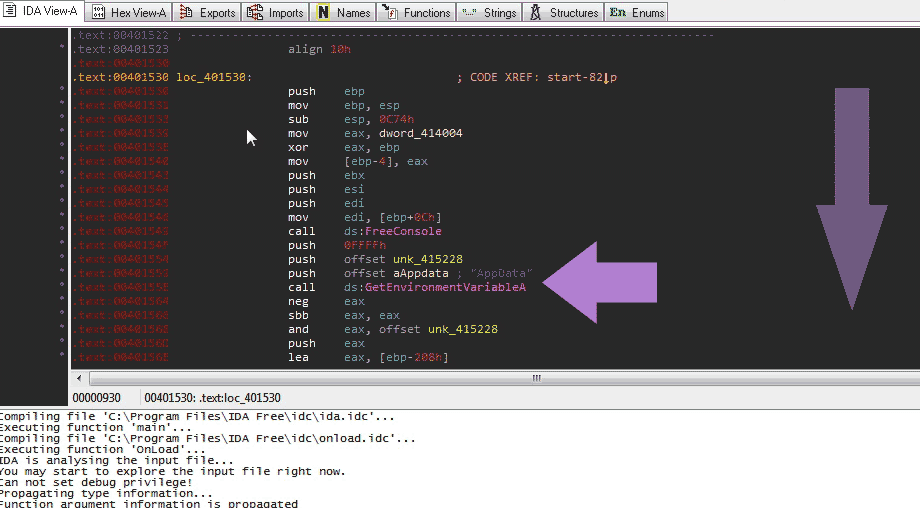 IDA View-A Hex View-A Exports Imports N Names Functions Strings Structures En Enums
.text:00401522 ; ---------------------------------------------------------------------------
.text:00401523 align 10h
.text:00401530
.text:00401530 loc_401530: ; CODE XREF: start-82↓p
.text:00401530 push ebp
.text:00401531 mov ebp, esp
.text:00401533 sub esp, 0C74h
.text:00401539 mov eax, dword_414004
.text:0040153E xor eax, ebp
.text:00401540 mov [ebp-4], eax
.text:00401543 push ebx
.text:00401544 push esi
.text:00401545 push edi
.text:00401546 mov edi, [ebp+0Ch]
.text:00401549 call ds:FreeConsole
.text:0040154F push 0FFFFh
.text:00401554 push offset unk_415228
.text:00401559 push offset aAppdata ; "AppData"
.text:0040155E call ds:GetEnvironmentVariableA
.text:00401564 neg eax
.text:00401566 sbb eax, eax
.text:00401568 and eax, offset unk_415228
.text:0040156D push eax
.text:0040156E lea eax, [ebp-208h]
00000930 00401530: .text:loc_401530
Compiling file 'C:\Program Files\IDA Free\idc\ida.idc'...
Executing function 'main'...
Compiling file 'C:\Program Files\IDA Free\idc\onload.idc'...
Executing function 'OnLoad'...
IDA is analysing the input file...
You may start to explore the input file right now.
Can not set debug privilege!
Propagating type information...
Function argument information is propagated